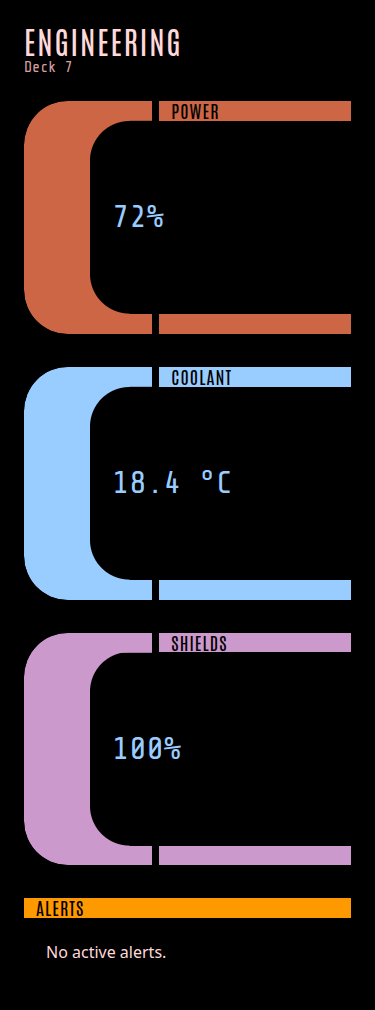 ENGINEERING
Deck 7
POWER
72%
COOLANT
18.4 °C
SHIELDS
100%
ALERTS
No active alerts.